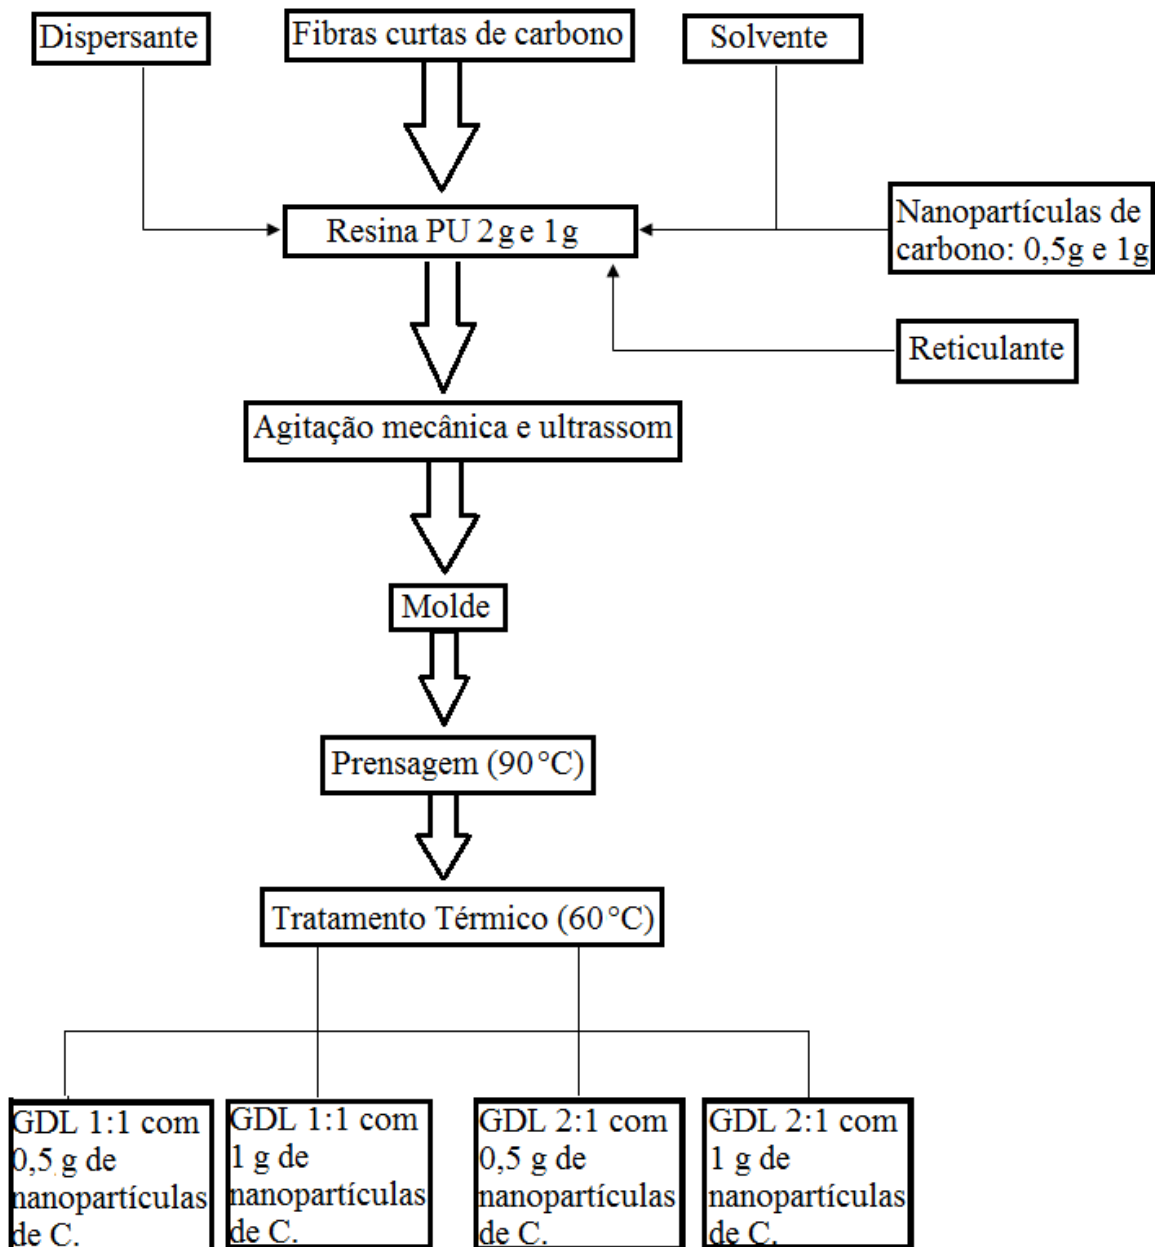 Dispersante
Fibras curtas de carbono
Solvente
Resina PU 2g e 1g
Nanopartículas de
carbono: 0,5g e 1g
Reticulante
Agitação mecânica e ultrassom
Molde
Prensagem (90°C)
Tratamento Térmico (60°C)
GDL 1:1 com
0,5 g de
nanopartículas
de C.
GDL 1:1 com
1 g de
nanopartículas
de C.
GDL 2:1 com
0,5 g de
nanopartículas
de C.
GDL 2:1 com
1 g de
nanopartículas
de C.